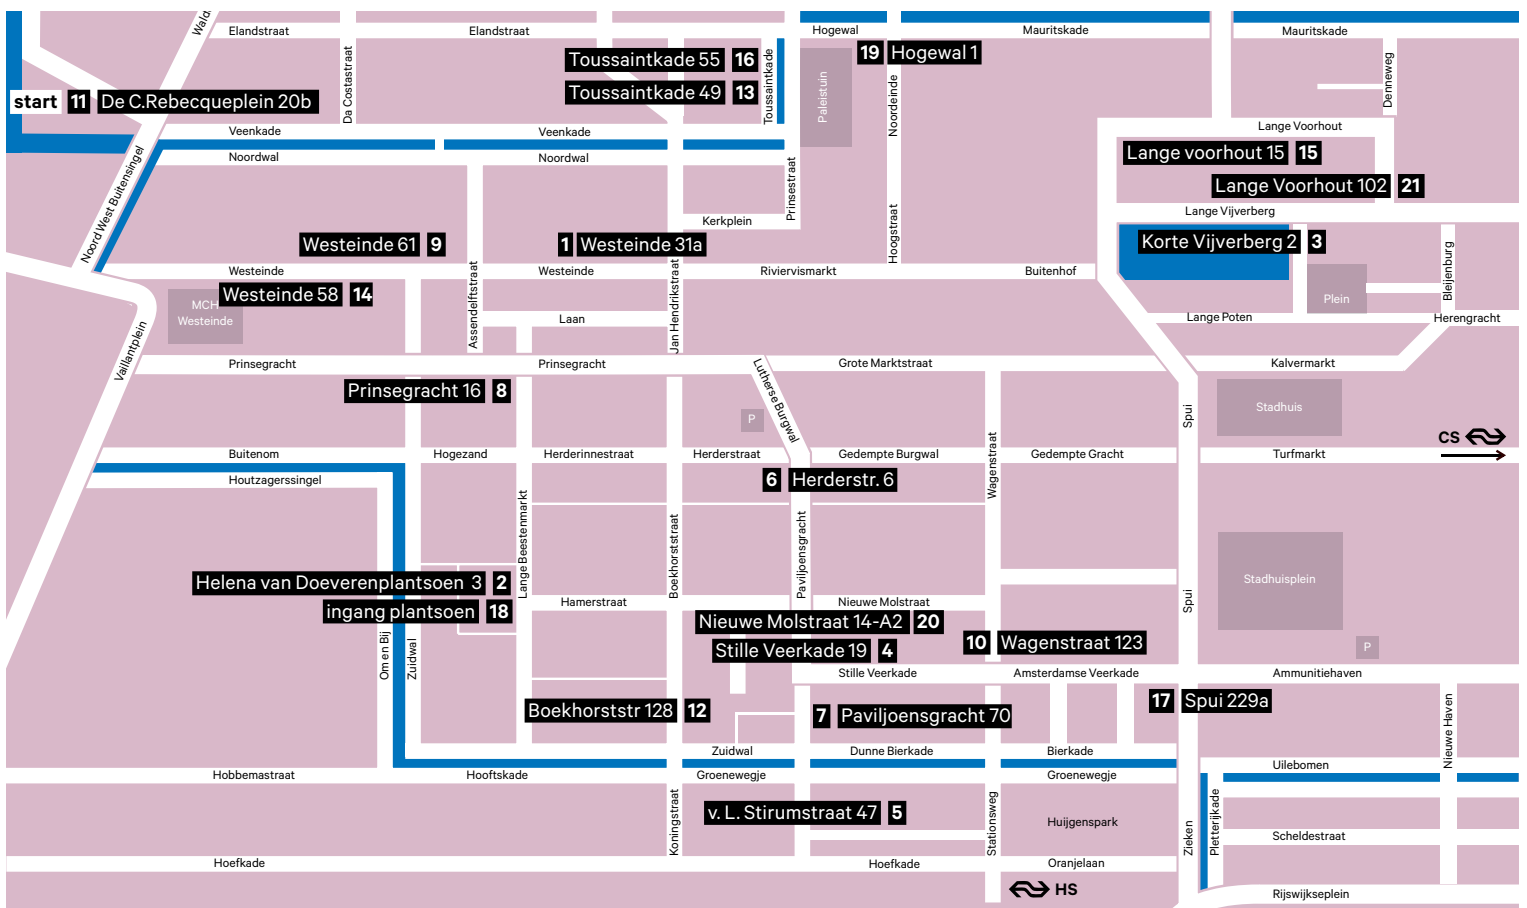 Wald
Elandstraat
Elandstraat
Hogewal
Mauritskade
Mauritskade
19 Hogewal 1
Toussaintkade 55 16
Toussaintkade 49 13
Da Costastraat
Toussaintkade
Paleistuin
Noordeinde
Denneweg
start 11 De C.Rebecqueplein 20b
Veenkade
Veenkade
Lange Voorhout
Noordwal
Noordwal
Lange voorhout 15 15
Lange Voorhout 102 21
Noord West Buitensingel
Prinsestraat
Kerkplein
Hoogstraat
Lange Vijverberg
Westeinde 61 9
1 Westeinde 31a
Korte Vijverberg 2 3
Westeinde
Westeinde
Riviervismarkt
Buitenhof
Assendelftstraat
Jan Hendrikstraat
Bleijenburg
Westeinde 58 14
MCH
Westeinde
Plein
Laan
Lange Poten
Herengracht
Vaillantplein
Prinsegracht
Prinsegracht
Grote Marktstraat
Kalvermarkt
Lutherse Burgwal
Prinsegracht 16 8
P
Spui
Stadhuis
CS
Buitenom
Hogezand
Herderinnestraat
Herderstraat
Gedempte Burgwal
Gedempte Gracht
Turfmarkt
Wagenstraat
Houtzagerssingel
6 Herderstr. 6
Lange Beestenmarkt
Boekhorststraat
Paviljoensgracht
Helena van Doeverenplantsoen 3 2
ingang plantsoen 18
Stadhuisplein
Spui
Hamerstraat
Nieuwe Molstraat
Nieuwe Molstraat 14-A2 20
Stille Veerkade 19 4
10 Wagenstraat 123
P
Om en Bij
Zuidwal
Stille Veerkade
Amsterdamse Veerkade
Ammunitiehaven
Boekhorststr 128 12
7 Paviljoensgracht 70
17 Spui 229a
Nieuwe Haven
Zuidwal
Dunne Bierkade
Bierkade
Uilebomen
Hobbemastraat
Hooftskade
Groenewegje
Groenewegje
v. L. Stirumstraat 47 5
Koningstraat
Stationsweg
Huijgenspark
Zieken
Pletterijkade
Scheldestraat
Hoefkade
Hoefkade
Oranjelaan
HS
Rijswijkseplein